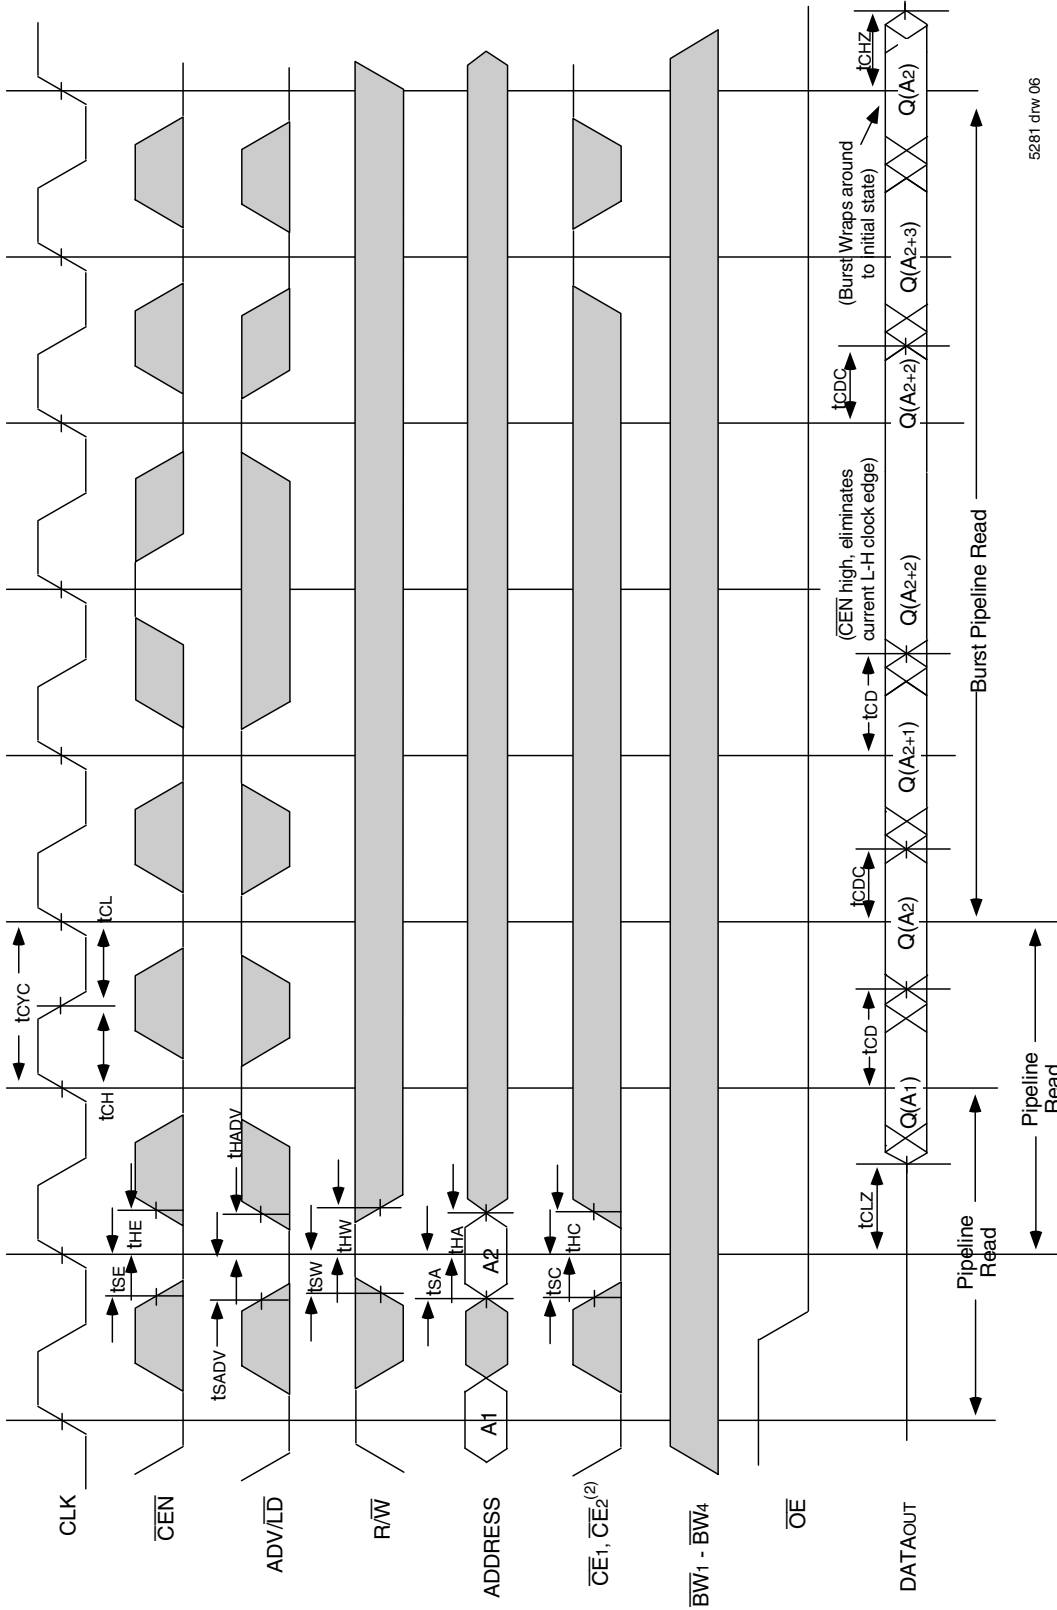 tCYC
tCH
tCL
CLK
tSE
tHE
CEN
tSADV
tHADV
ADV/LD
tSW
tHW
R/W
tSA
tHA
A1
A2
ADDRESS
tSC
tHC
CE1, CE2(2)
BW1 - BW4
OE
tCLZ
tCD
tCDC
tCD
(CEN high, eliminates
current L-H clock edge)
tCDC
(Burst Wraps around
to initial state)
tCHZ
DATAOUT
Q(A1)
Q(A2)
Q(A2+1)
Q(A2+2)
Q(A2+2)
Q(A2+3)
Q(A2)
Pipeline
Read
Pipeline
Read
Burst Pipeline Read
5281 drw 06